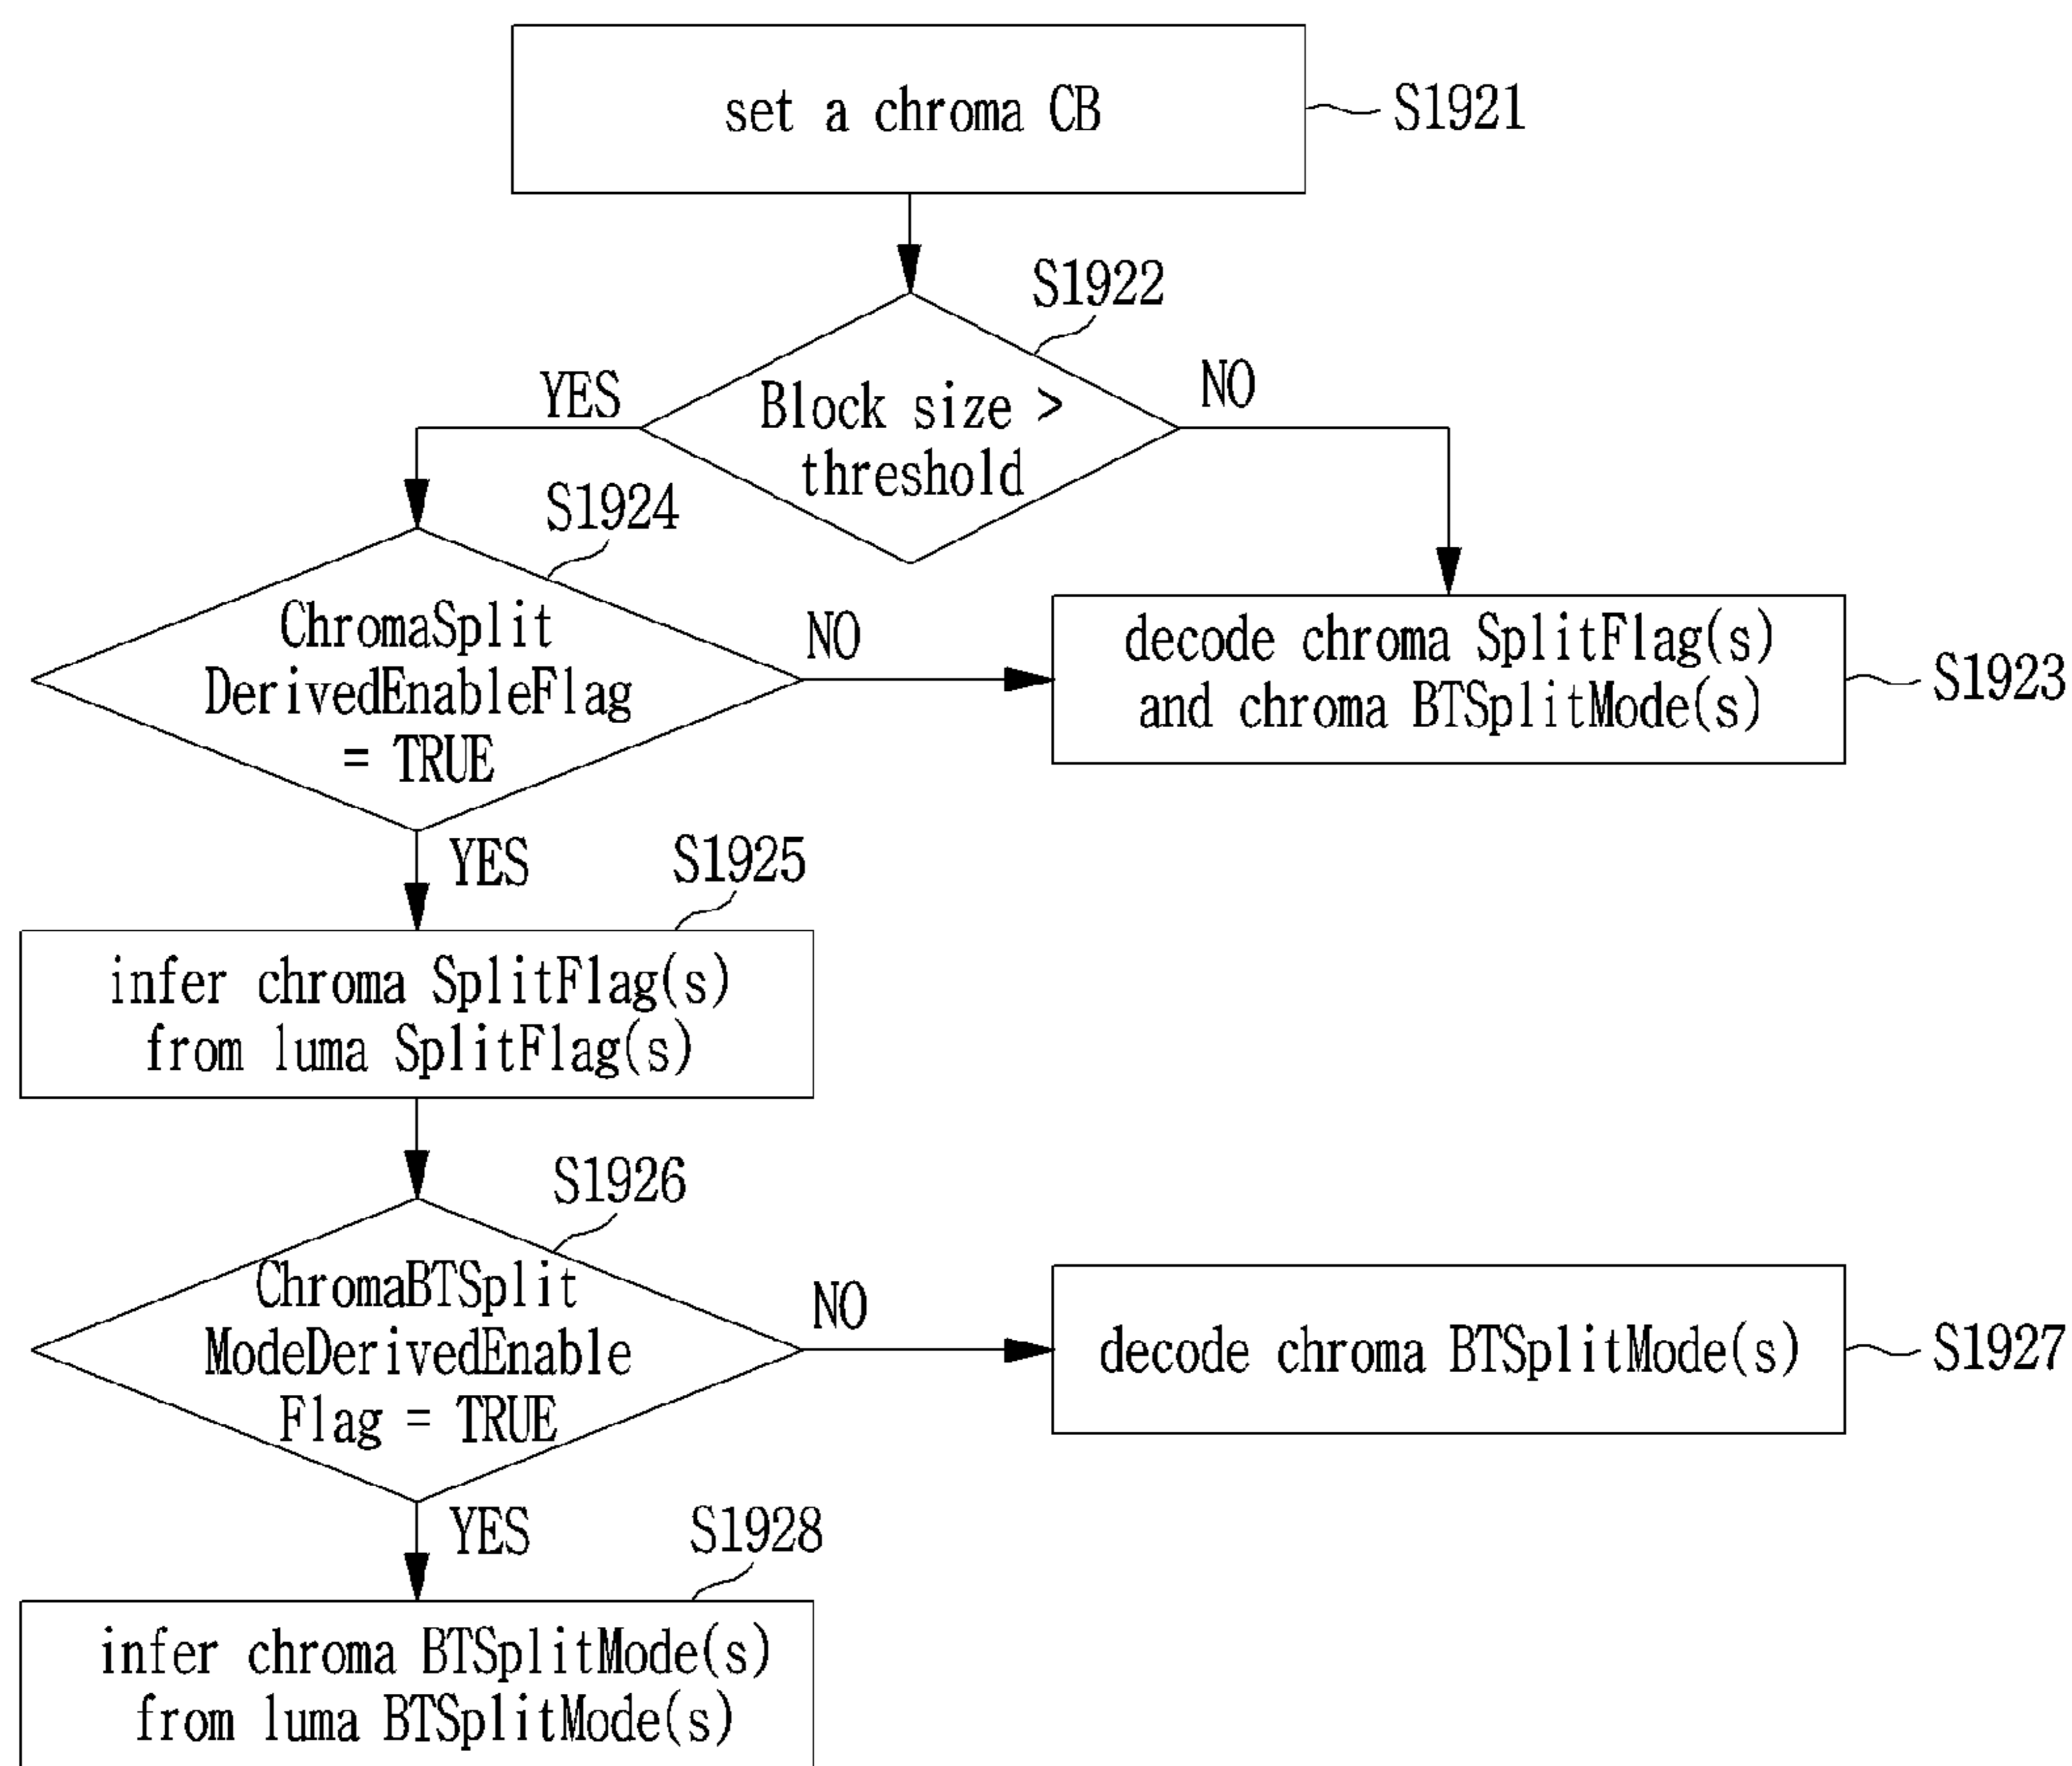 set a chroma CB
S1921
S1922
YES
Block size >
threshold
NO
S1924
ChromaSplit
DerivedEnableFlag
= TRUE
NO
decode chroma SplitFlag(s)
and chroma BTSplitMode(s)
S1923
YES
S1925
infer chroma SplitFlag(s)
from luma SplitFlag(s)
S1926
ChromaBTSplit
ModeDerivedEnable
Flag = TRUE
NO
decode chroma BTSplitMode(s)
S1927
YES
S1928
infer chroma BTSplitMode(s)
from luma BTSplitMode(s)